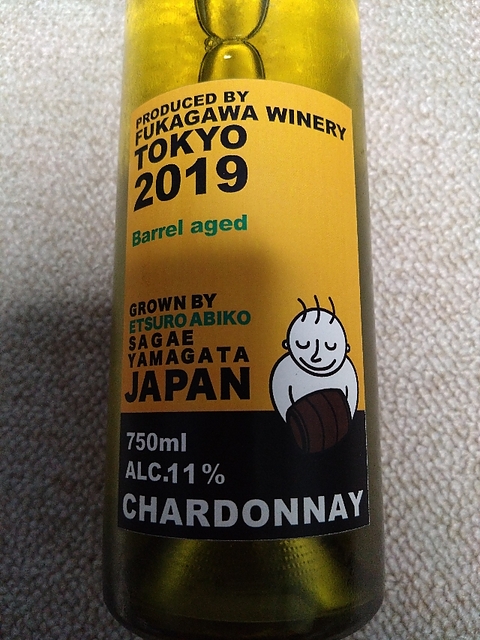 PRODUCED BY
FUKAGAWA WINERY
TOKYO
2019
Barrel aged
GROWN BY
ETSURO ABIKO
SAGAE
YAMAGATA
JAPAN
750ml
ALC.11%
CHARDONNAY